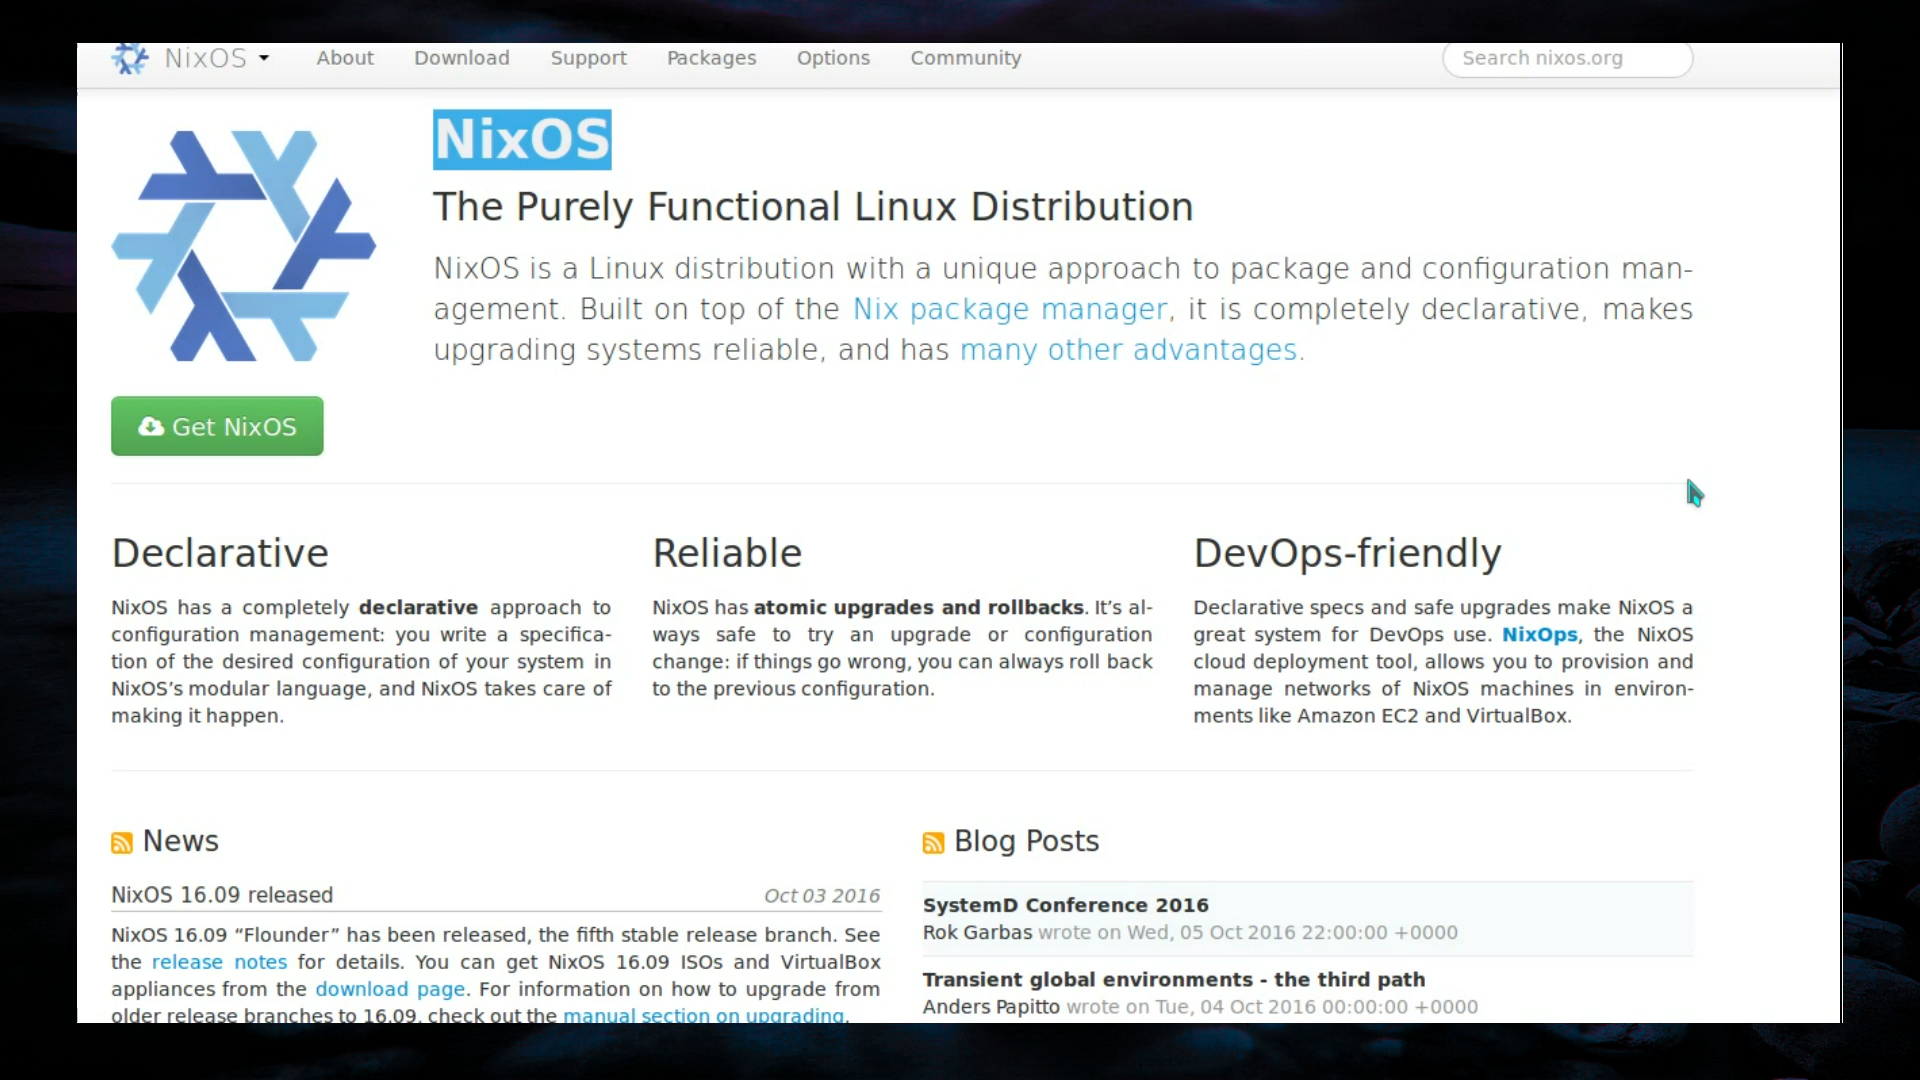 NixOS About Download Support Packages Options Community Search nixos.org
NixOS
The Purely Functional Linux Distribution
NixOS is a Linux distribution with a unique approach to package and configuration man-
agement. Built on top of the Nix package manager, it is completely declarative, makes
upgrading systems reliable, and has many other advantages.
Get NixOS
Declarative
NixOS has a completely declarative approach to
configuration management: you write a specifica-
tion of the desired configuration of your system in
NixOS’s modular language, and NixOS takes care of
making it happen.
Reliable
NixOS has atomic upgrades and rollbacks. It’s al-
ways safe to try an upgrade or configuration
change: if things go wrong, you can always roll back
to the previous configuration.
DevOps-friendly
Declarative specs and safe upgrades make NixOS a
great system for DevOps use. NixOps, the NixOS
cloud deployment tool, allows you to provision and
manage networks of NixOS machines in environ-
ments like Amazon EC2 and VirtualBox.
News
NixOS 16.09 released Oct 03 2016
NixOS 16.09 “Flounder” has been released, the fifth stable release branch. See
the release notes for details. You can get NixOS 16.09 ISOs and VirtualBox
appliances from the download page. For information on how to upgrade from
older release branches to 16.09, check out the manual section on upgrading.
Blog Posts
SystemD Conference 2016
Rok Garbas wrote on Wed, 05 Oct 2016 22:00:00 +0000
Transient global environments - the third path
Anders Papitto wrote on Tue, 04 Oct 2016 00:00:00 +0000